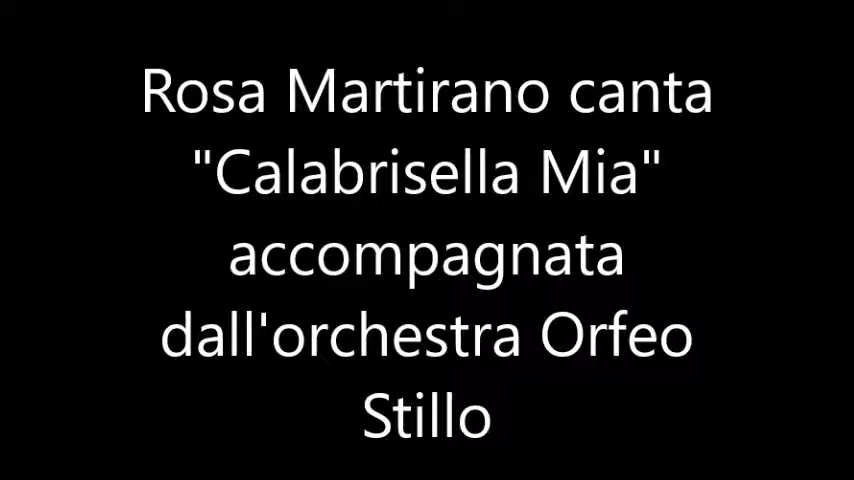 Rosa Martirano canta
"Calabrisella Mia"
accompagnata
dall'orchestra Orfeo
Stillo